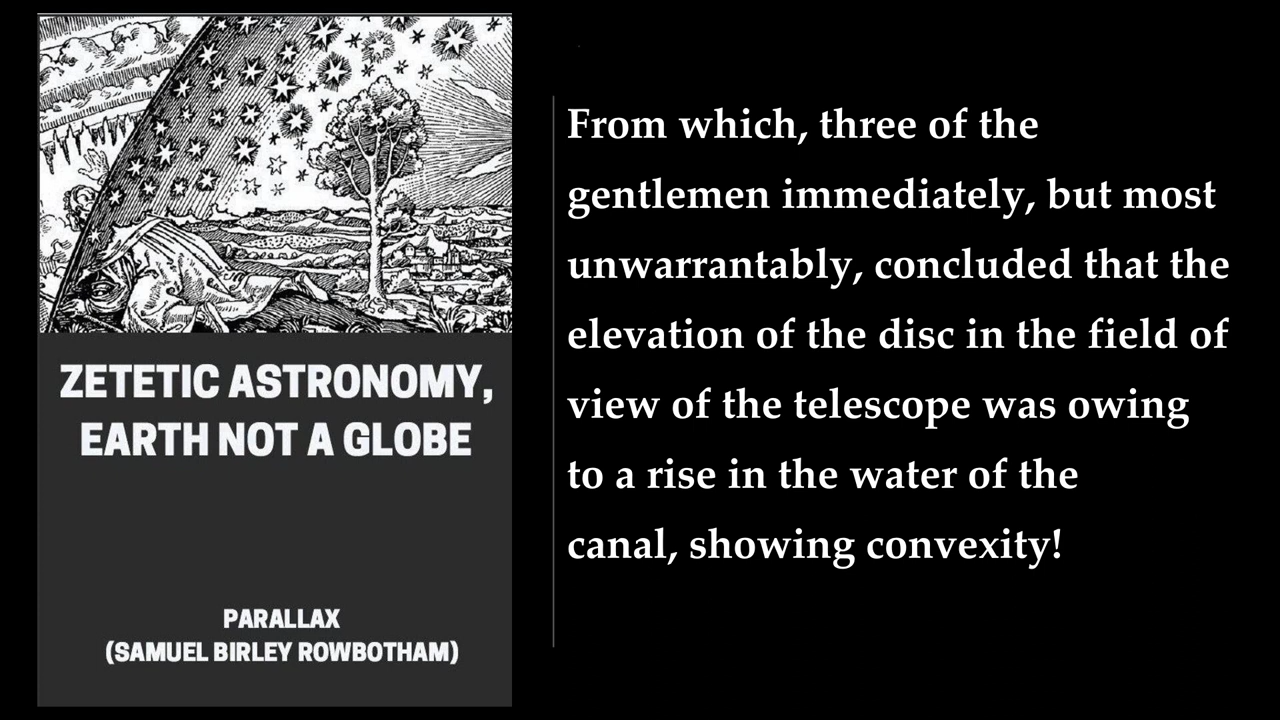 ZETETIC ASTRONOMY,
EARTH NOT A GLOBE
PARALLAX
(SAMUEL BIRLEY ROWBOTHAM)
From which, three of the
gentlemen immediately, but most
unwarrantably, concluded that the
elevation of the disc in the field of
view of the telescope was owing
to a rise in the water of the
canal, showing convexity!